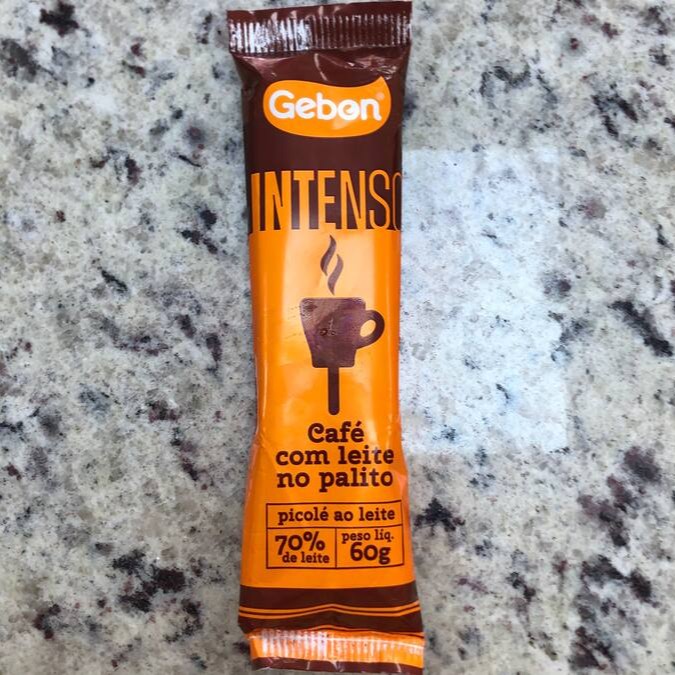 Gebon®
INTENSO
Café
com leite
no palito
picolé ao leite
70%
de leite
peso líq.
60g